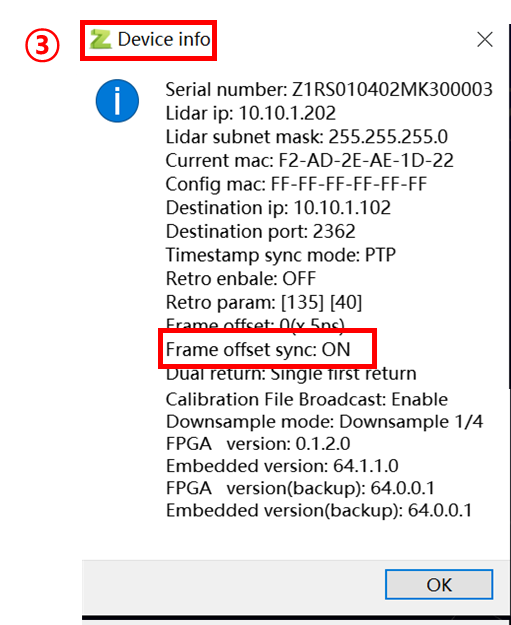 ③
Device info
Serial number: Z1RS010402MK300003
Lidar ip: 10.10.1.202
Lidar subnet mask: 255.255.255.0
Current mac: F2-AD-2E-AE-1D-22
Config mac: FF-FF-FF-FF-FF-FF
Destination ip: 10.10.1.102
Destination port: 2362
Timestamp sync mode: PTP
Retro enbale: OFF
Retro param: [135] [40]
Frame offset: 0(x 5ns)
Frame offset sync: ON
Dual return: Single first return
Calibration File Broadcast: Enable
Downsample mode: Downsample 1/4
FPGA   version: 0.1.2.0
Embedded version: 64.1.1.0
FPGA   version(backup): 64.0.0.1
Embedded version(backup): 64.0.0.1
OK